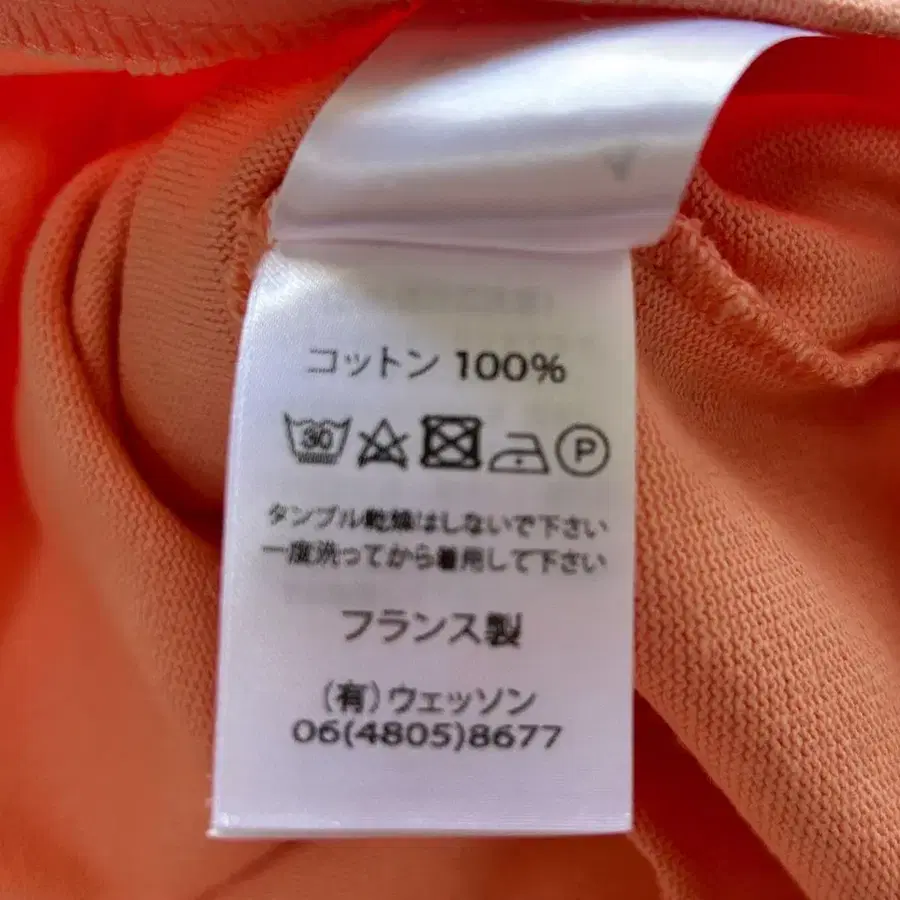 コットン 100%
30 P
タンブル乾燥はしないで下さい
一度洗ってから着用して下さい
フランス製
(有)ウェッソン
06(4805)8677